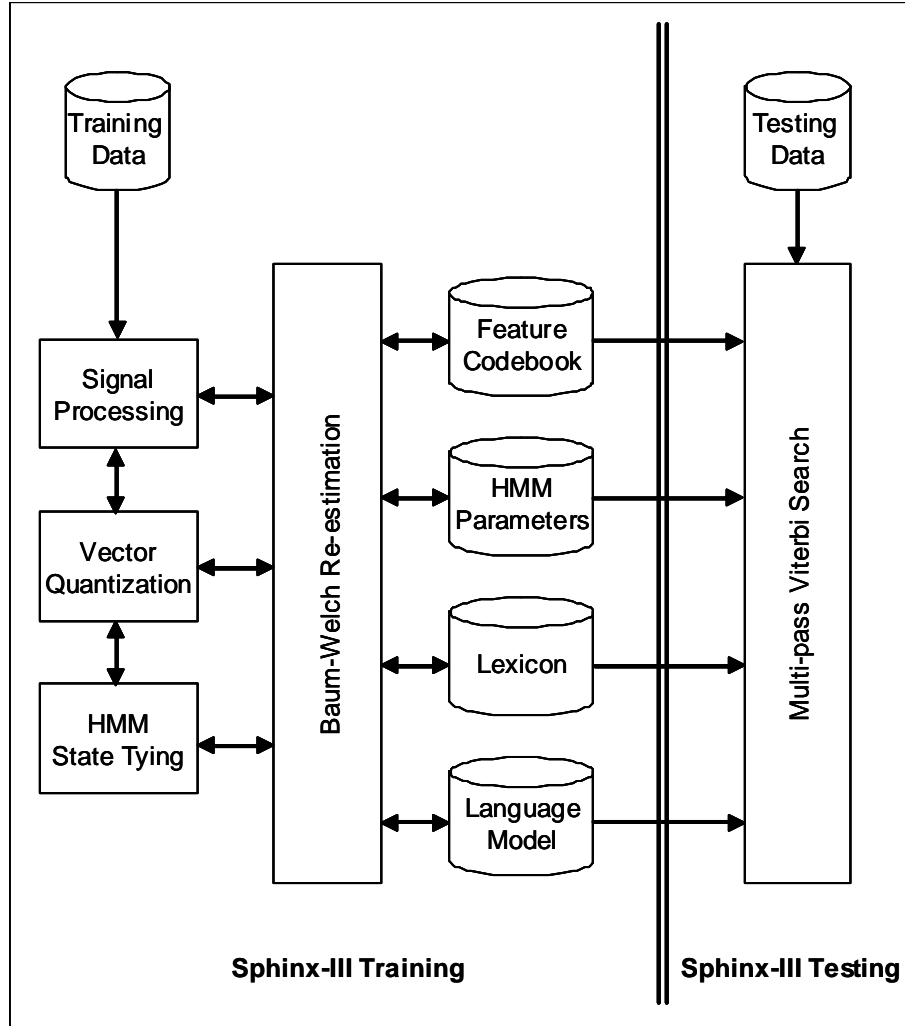 Training
Data
Testing
Data
Signal
Processing
Vector
Quantization
HMM
State Tying
Baum-Welch Re-estimation
Feature
Codebook
HMM
Parameters
Lexicon
Language
Model
Multi-pass Viterbi Search
Sphinx-III Training
Sphinx-III Testing